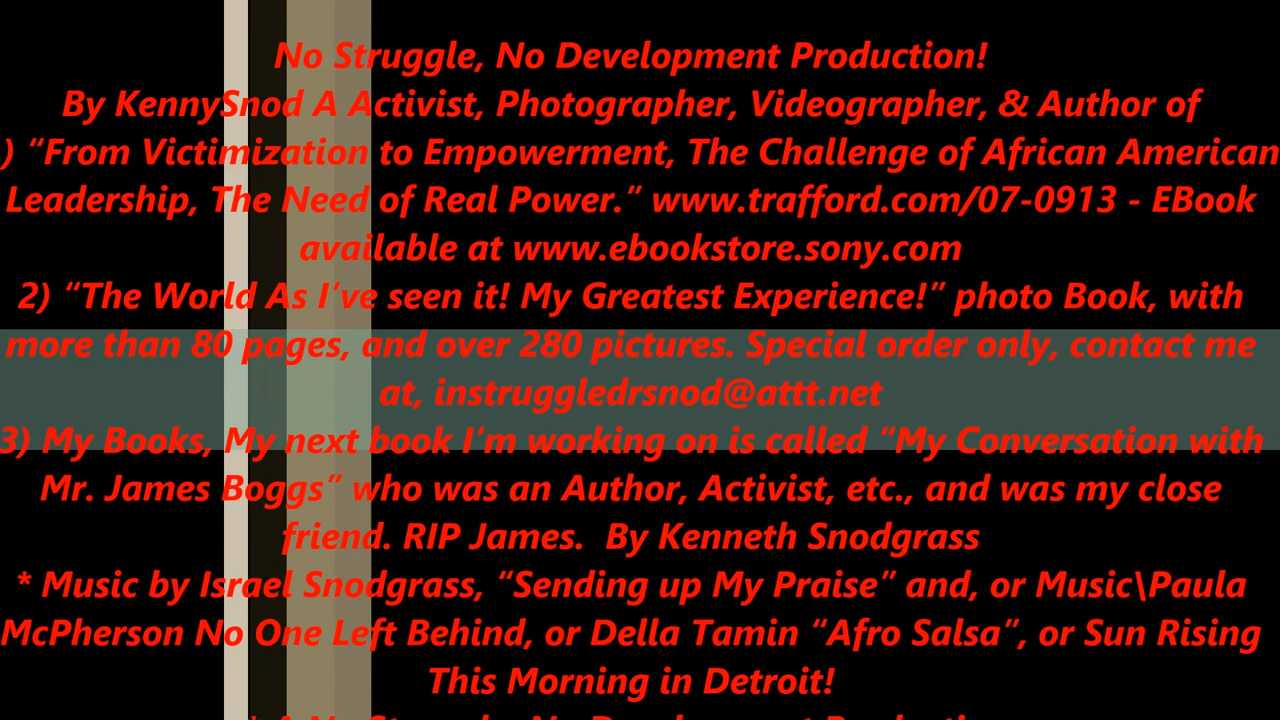 No Struggle, No Development Production!
By KennySnod A Activist, Photographer, Videographer, & Author of
) “From Victimization to Empowerment, The Challenge of African American
Leadership, The Need of Real Power.” www.trafford.com/07-0913 - EBook
available at www.ebookstore.sony.com
2) “The World As I’ve seen it! My Greatest Experience!” photo Book, with
more than 80 pages, and over 280 pictures. Special order only, contact me
at, instruggledrsnod@attt.net
3) My Books, My next book I’m working on is called “My Conversation with
Mr. James Boggs” who was an Author, Activist, etc., and was my close
friend. RIP James.  By Kenneth Snodgrass
* Music by Israel Snodgrass, “Sending up My Praise” and, or Music\Paula
McPherson No One Left Behind, or Della Tamin “Afro Salsa”, or Sun Rising
This Morning in Detroit!
* A No Struggle, No Development Production